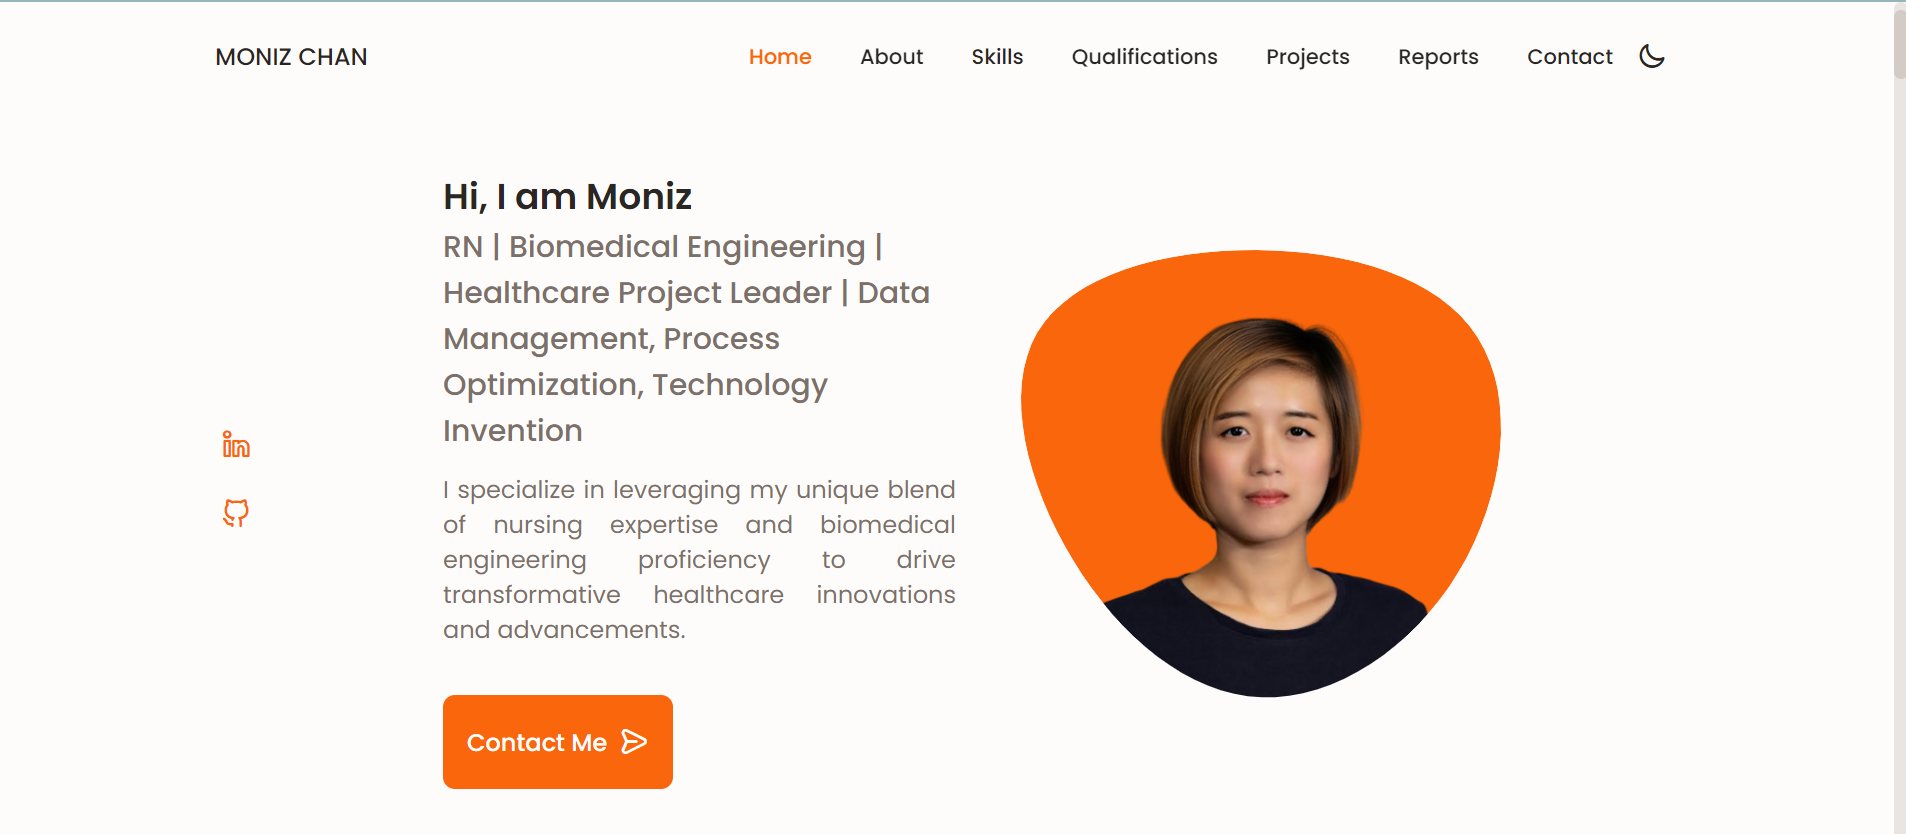 MONIZ CHAN
Home About Skills Qualifications Projects Reports Contact
Hi, I am Moniz
RN | Biomedical Engineering |
Healthcare Project Leader | Data
Management, Process
Optimization, Technology
Invention
I specialize in leveraging my unique blend
of nursing expertise and biomedical
engineering proficiency to drive
transformative healthcare innovations
and advancements.
Contact Me